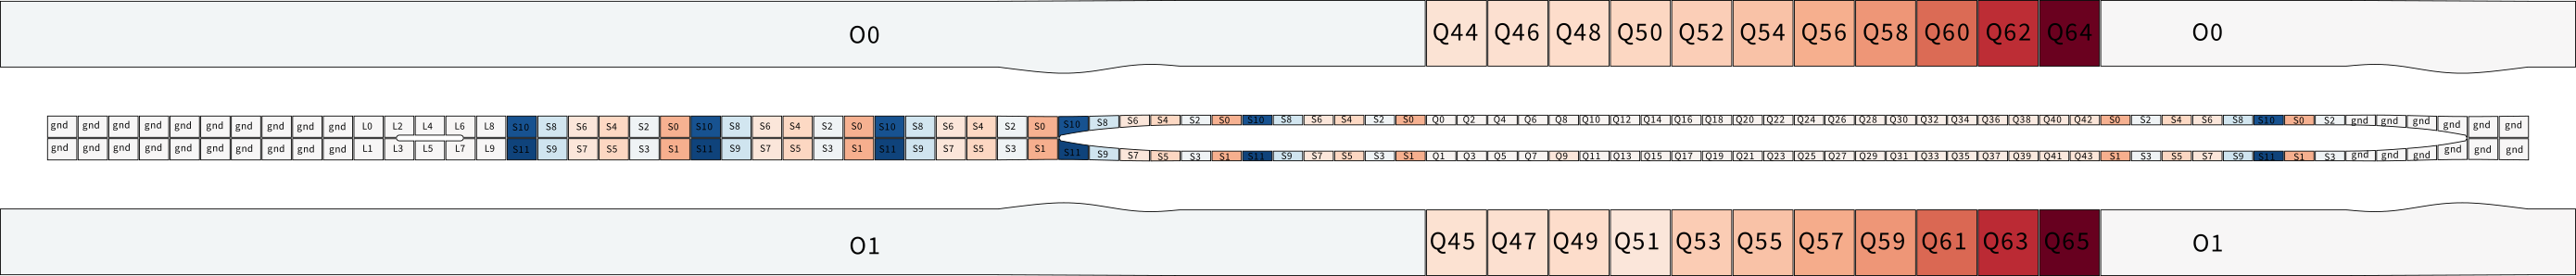 O0 Q44 Q46 Q48 Q50 Q52 Q54 Q56 Q58 Q60 Q62 Q64 O0
gnd gnd gnd gnd gnd gnd gnd gnd gnd gnd L0 L2 L4 L6 L8 S10 S8 S6 S4 S2 S0 S10 S8 S6 S4 S2 S0 S10 S8 S6 S4 S2 S0 S10 S8 S6 S4 S2 S0 S10 S8 S6 S4 S2 S0 Q0 Q2 Q4 Q6 Q8 Q10 Q12 Q14 Q16 Q18 Q20 Q22 Q24 Q26 Q28 Q30 Q32 Q34 Q36 Q38 Q40 Q42 S0 S2 S4 S6 S8 S10 S0 S2 gnd gnd gnd gnd gnd gnd
gnd gnd gnd gnd gnd gnd gnd gnd gnd gnd L1 L3 L5 L7 L9 S11 S9 S7 S5 S3 S1 S11 S9 S7 S5 S3 S1 S11 S9 S7 S5 S3 S1 S11 S9 S7 S5 S3 S1 S11 S9 S7 S5 S3 S1 Q1 Q3 Q5 Q7 Q9 Q11 Q13 Q15 Q17 Q19 Q21 Q23 Q25 Q27 Q29 Q31 Q33 Q35 Q37 Q39 Q41 Q43 S1 S3 S5 S7 S9 S11 S1 S3 gnd gnd gnd gnd gnd gnd
O1 Q45 Q47 Q49 Q51 Q53 Q55 Q57 Q59 Q61 Q63 Q65 O1